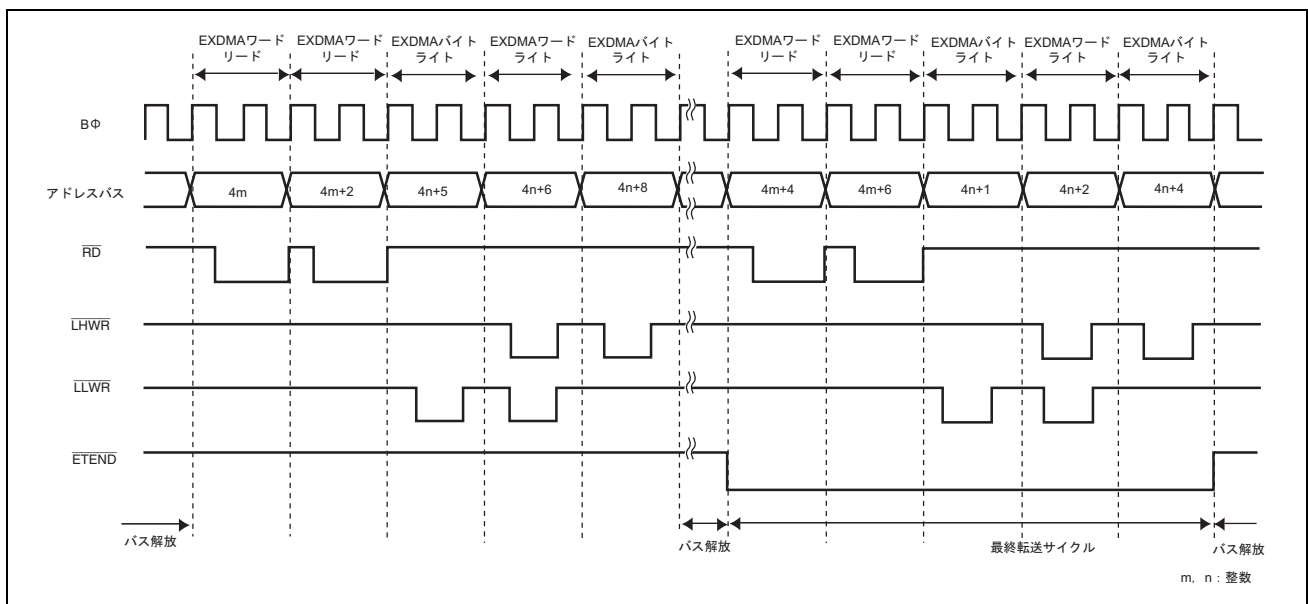 EXDMAワード
リード
EXDMAワード
リード
EXDMAバイト
ライト
EXDMAワード
ライト
EXDMAバイト
ライト
EXDMAワード
リード
EXDMAワード
リード
EXDMAバイト
ライト
EXDMAワード
ライト
EXDMAバイト
ライト
BΦ
アドレスバス
4m
4m+2
4n+5
4n+6
4n+8
4m+4
4m+6
4n+1
4n+2
4n+4
RD
LHWR
LLWR
ETEND
バス解放
バス解放
最終転送サイクル
バス解放
m, n：整数